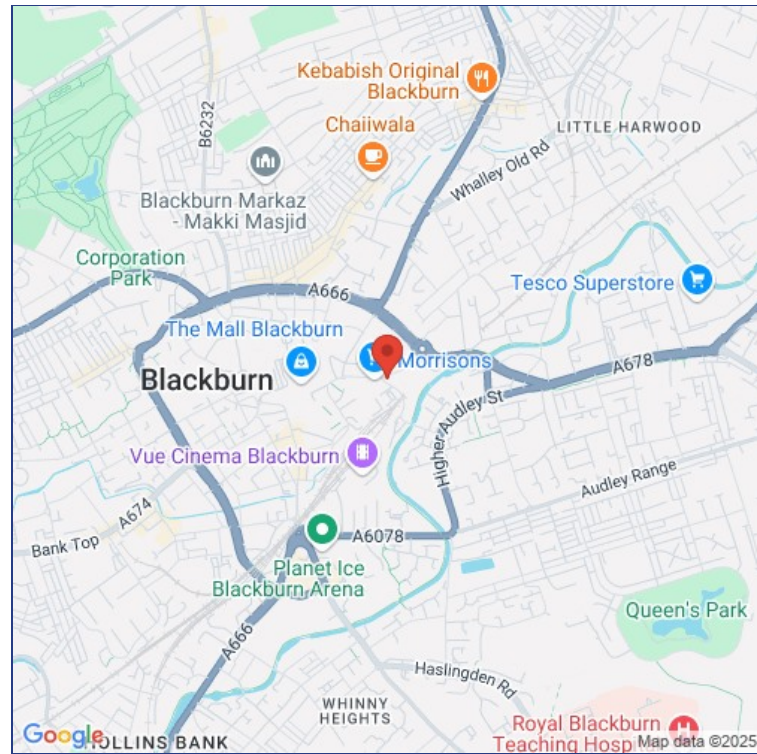 Kebabish Original
Blackburn
LITTLE HARWOOD
Chaiiwala
B6232
Whalley Old Rd
Blackburn Markaz
- Makki Masjid
Corporation
Park
A666
Tesco Superstore
The Mall Blackburn
Morrisons
A678
Blackburn
Higher Audley St
Vue Cinema Blackburn
Audley Range
A674
Bank Top
A6078
Planet Ice
Blackburn Arena
Queen's Park
A666
Haslingden Rd
WHINNY
HEIGHTS
Royal Blackburn
Teaching Hospi
Google
HOLLINS BANK
Map data ©2025